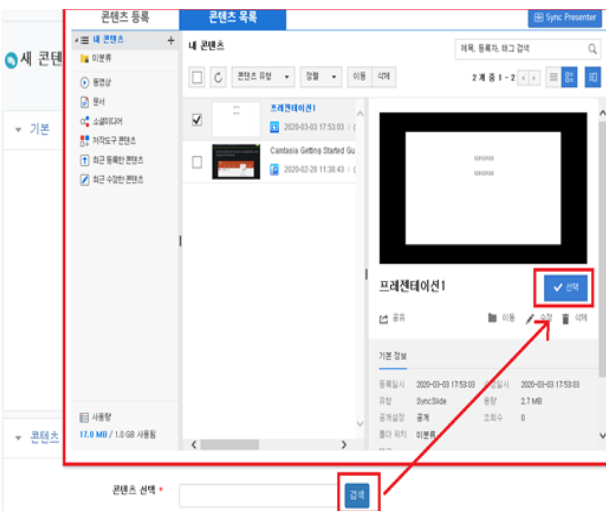 콘텐츠 등록
콘텐츠 목록
Sync Presenter
새 콘텐
내 콘텐츠
+
미분류
동영상
문서
소셜미디어
저작도구 콘텐츠
최근 등록한 콘텐츠
최근 수정한 콘텐츠
사용량
17.0 MB / 1.0 GB 사용됨
기본
콘텐츠
내 콘텐츠
제목, 등록자, 태그 검색
콘텐츠 유형
정렬
이동
삭제
2 개 중 1 - 2
프레젠테이션1
2020-03-03 17:53:03
Camtasia Getting Started Gu
2020-02-28 11:38:43
프레젠테이션1
선택
공유
이동
수정
삭제
기본 정보
등록일시 2020-03-03 17:53:03 수정일시 2020-03-03 17:53:03
유형 SyncSlide 용량 2.7 MB
공개설정 공개 조회수 0
폴더 위치 미분류
콘텐츠 선택 *
검색